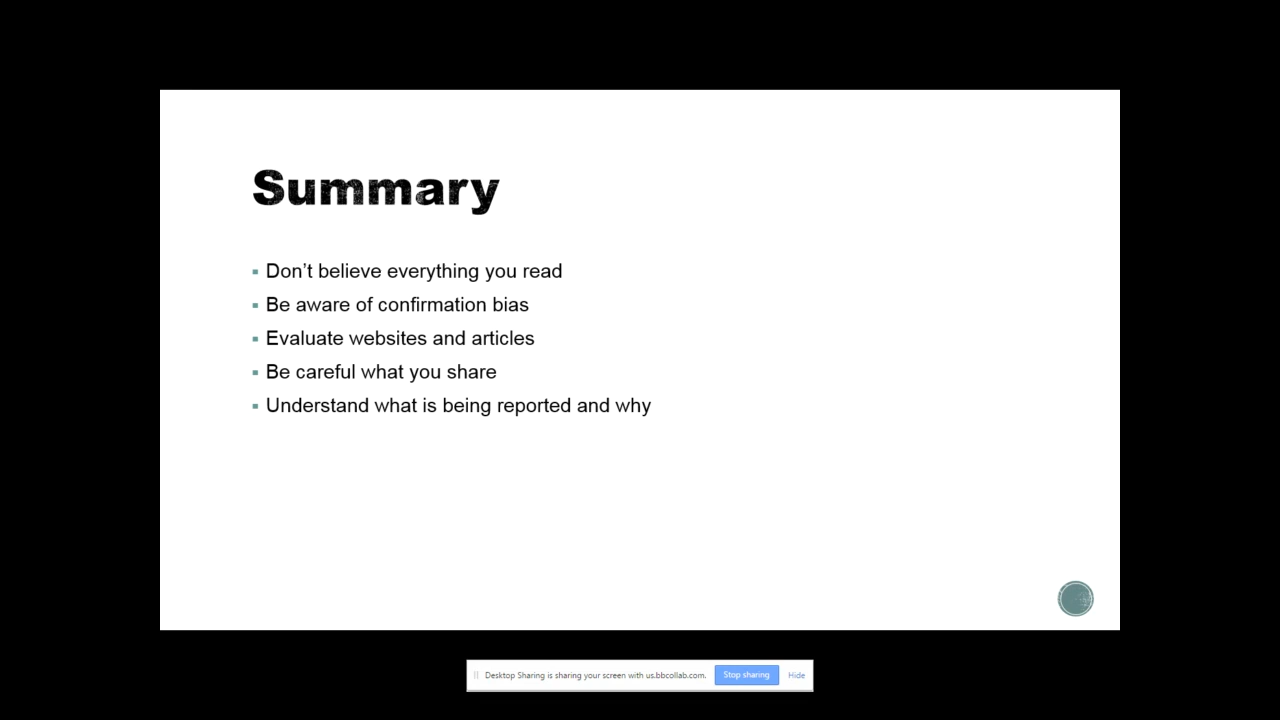 Summary
Don’t believe everything you read
Be aware of confirmation bias
Evaluate websites and articles
Be careful what you share
Understand what is being reported and why
Desktop Sharing is sharing your screen with us.bbcollab.com. Stop sharing Hide